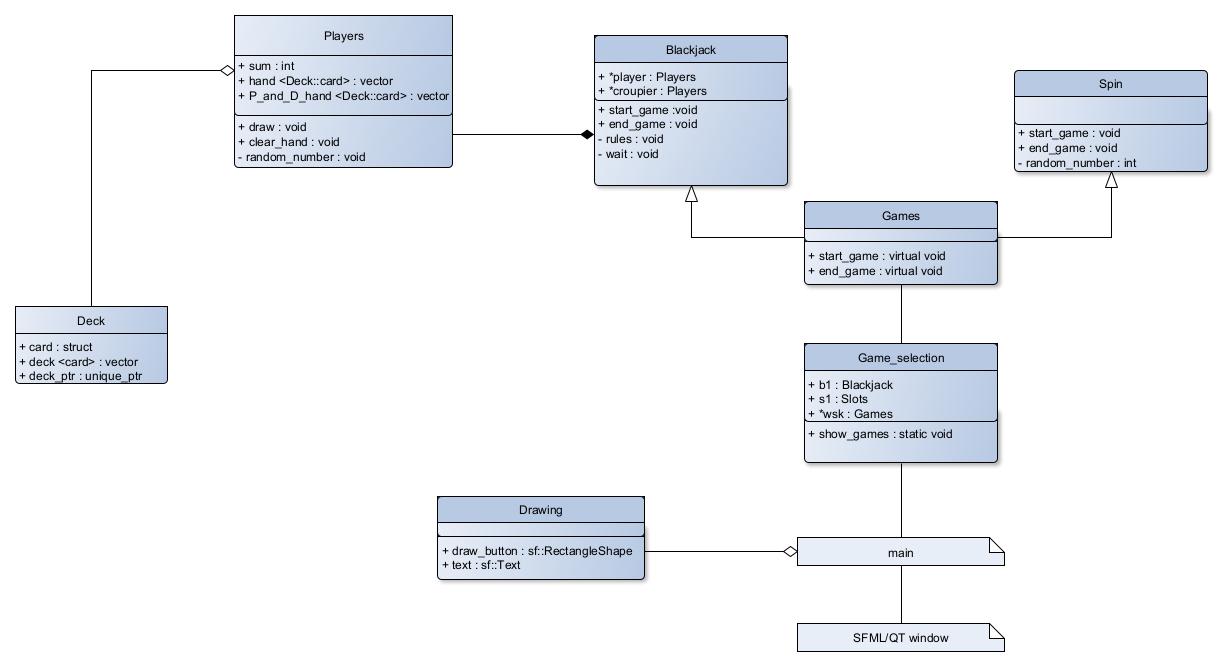 Players
+ sum : int
+ hand <Deck::card> : vector
+ P_and_D_hand <Deck::card> : vector
+ draw : void
+ clear_hand : void
- random_number : void
Blackjack
+ *player : Players
+ *croupier : Players
+ start_game :void
+ end_game : void
- rules : void
- wait : void
Spin
+ start_game : void
+ end_game : void
- random_number : int
Games
+ start_game : virtual void
+ end_game : virtual void
Deck
+ card : struct
+ deck <card> : vector
+ deck_ptr : unique_ptr
Game_selection
+ b1 : Blackjack
+ s1 : Slots
+ *wsk : Games
+ show_games : static void
Drawing
+ draw_button : sf::RectangleShape
+ text : sf::Text
main
SFML/QT window